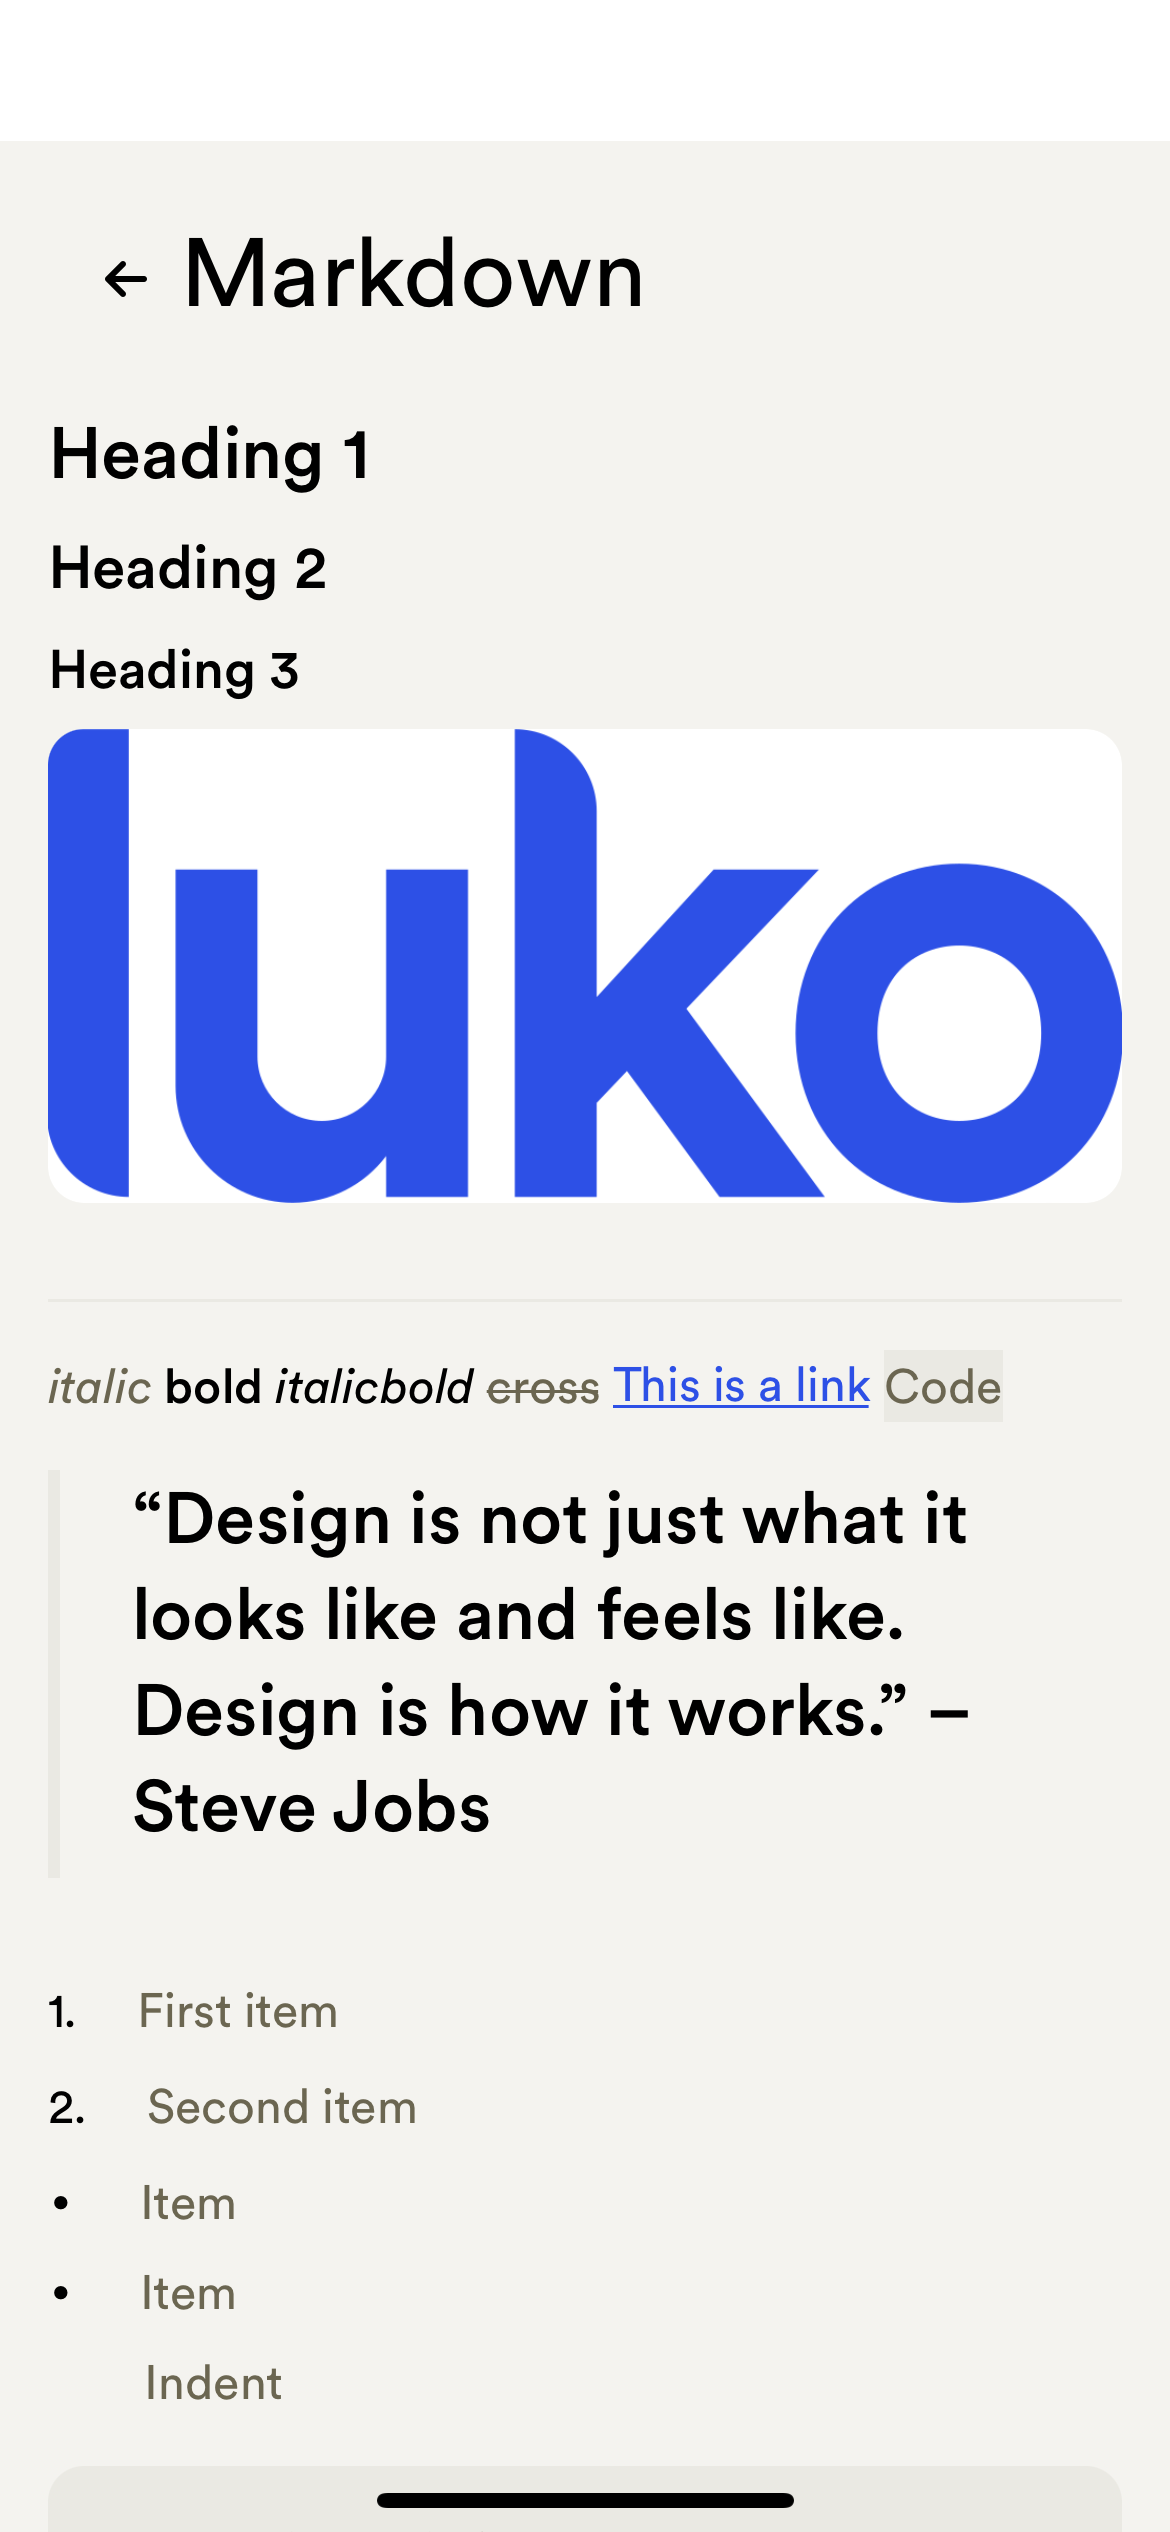 ← Markdown
Heading 1
Heading 2
Heading 3
luko
italic bold italicbold cross This is a link Code
“Design is not just what it
looks like and feels like.
Design is how it works.” –
Steve Jobs
1. First item
2. Second item
• Item
• Item
Indent